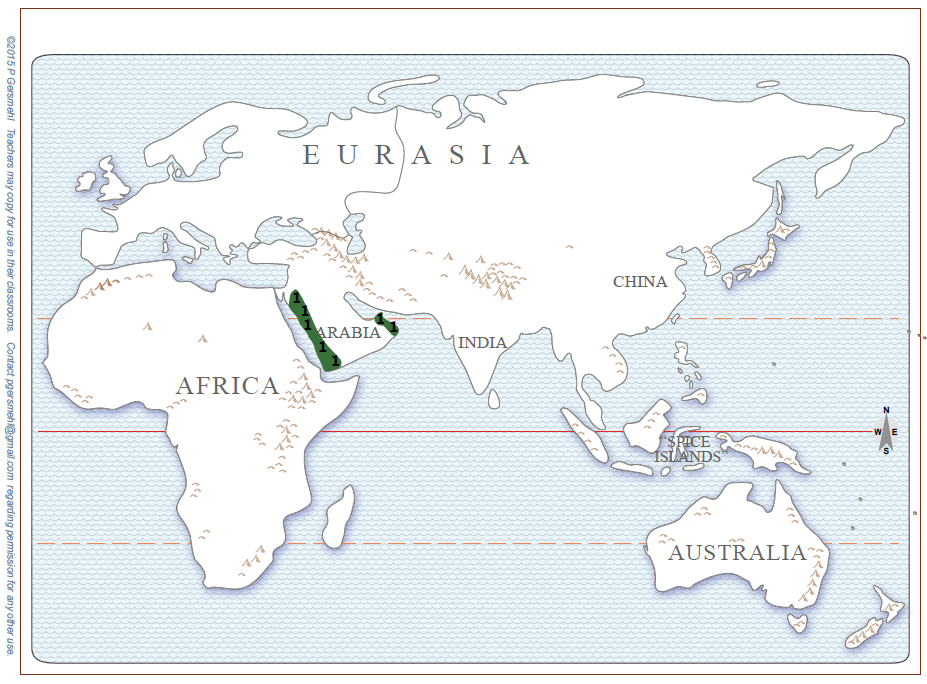 ©2015 P Gersmehl Teachers may copy for use in their classrooms. Contact pgersmehl@gmail.com regarding permission for any other use.
EURASIA
CHINA
1
1
1
1
1
1
1
ARABIA
INDIA
AFRICA
N
W E
S
"SPICE
ISLANDS"
AUSTRALIA